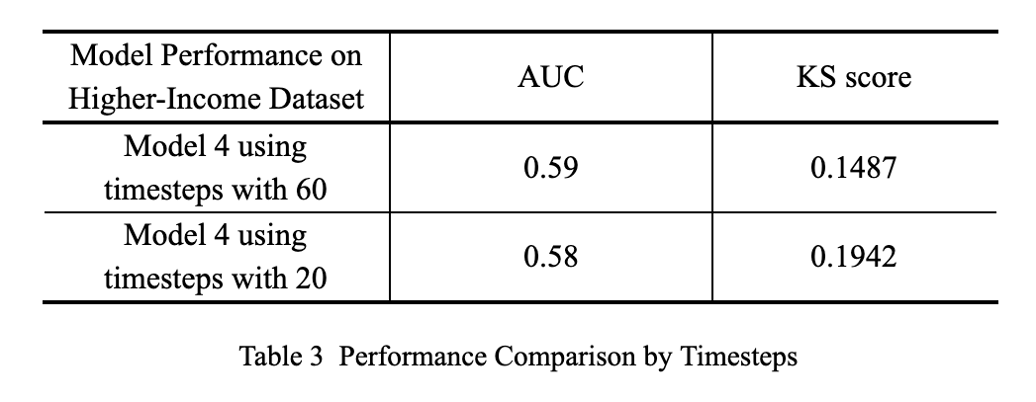 Model Performance on
Higher-Income Dataset
AUC
KS score
Model 4 using
timesteps with 60
0.59
0.1487
Model 4 using
timesteps with 20
0.58
0.1942
Table 3 Performance Comparison by Timesteps